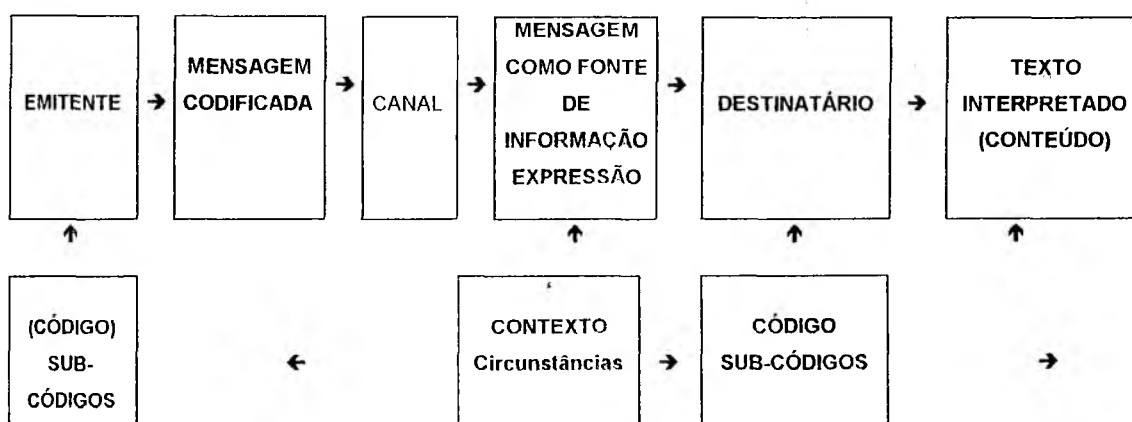 EMITENTE
MENSAGEM
CODIFICADA
CANAL
MENSAGEM
COMO FONTE
DE
INFORMAÇÃO
EXPRESSÃO
DESTINATÁRIO
TEXTO
INTERPRETADO
(CONTEÚDO)
(CÓDIGO)
SUB-
CÓDIGOS
CONTEXTO
Circunstâncias
CÓDIGO
SUB-CÓDIGOS